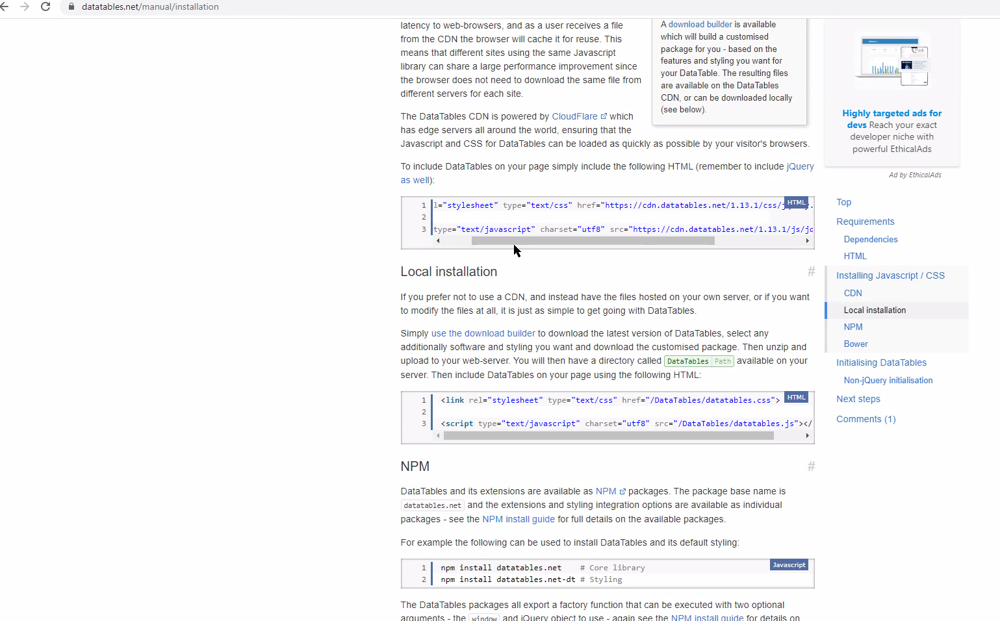 datatables.net/manual/installation
latency to web-browsers, and as a user receives a file
from the CDN the browser will cache it for reuse. This
means that different sites using the same Javascript
library can share a large performance improvement since
the browser does not need to download the same file from
different servers for each site.
A download builder is available
which will build a customised
package for you - based on the
features and styling you want for
your DataTable. The resulting files
are available on the DataTables
CDN, or can be downloaded locally
(see below).
The DataTables CDN is powered by CloudFlare which
has edge servers all around the world, ensuring that the
Javascript and CSS for DataTables can be loaded as quickly as possible by your visitor's browsers.
To include DataTables on your page simply include the following HTML (remember to include jQuery
as well):
HTML
1 l="stylesheet" type="text/css" href="https://cdn.datatables.net/1.13.1/css/jquery.
2
3 type="text/javascript" charset="utf8" src="https://cdn.datatables.net/1.13.1/js/jq
Local installation #
If you prefer not to use a CDN, and instead have the files hosted on your own server, or if you want
to modify the files at all, it is just as simple to get going with DataTables.
Simply use the download builder to download the latest version of DataTables, select any
additionally software and styling you want and download the customised package. Then unzip and
upload to your web-server. You will then have a directory called DataTables Path available on your
server. Then include DataTables on your page using the following HTML:
HTML
1 <link rel="stylesheet" type="text/css" href="/DataTables/datatables.css">
2
3 <script type="text/javascript" charset="utf8" src="/DataTables/datatables.js"></
NPM #
DataTables and its extensions are available as NPM packages. The package base name is
datatables.net and the extensions and styling integration options are available as individual
packages - see the NPM install guide for full details on the available packages.
For example the following can be used to install DataTables and its default styling:
Javascript
1 npm install datatables.net # Core library
2 npm install datatables.net-dt # Styling
The DataTables packages all export a factory function that can be executed with two optional
arguments - the window and jQuery object to use - again see the NPM install guide for details on
Highly targeted ads for
devs Reach your exact
developer niche with
powerful EthicalAds
Ad by EthicalAds
Top
Requirements
Dependencies
HTML
Installing Javascript / CSS
CDN
Local installation
NPM
Bower
Initialising DataTables
Non-jQuery initialisation
Next steps
Comments (1)